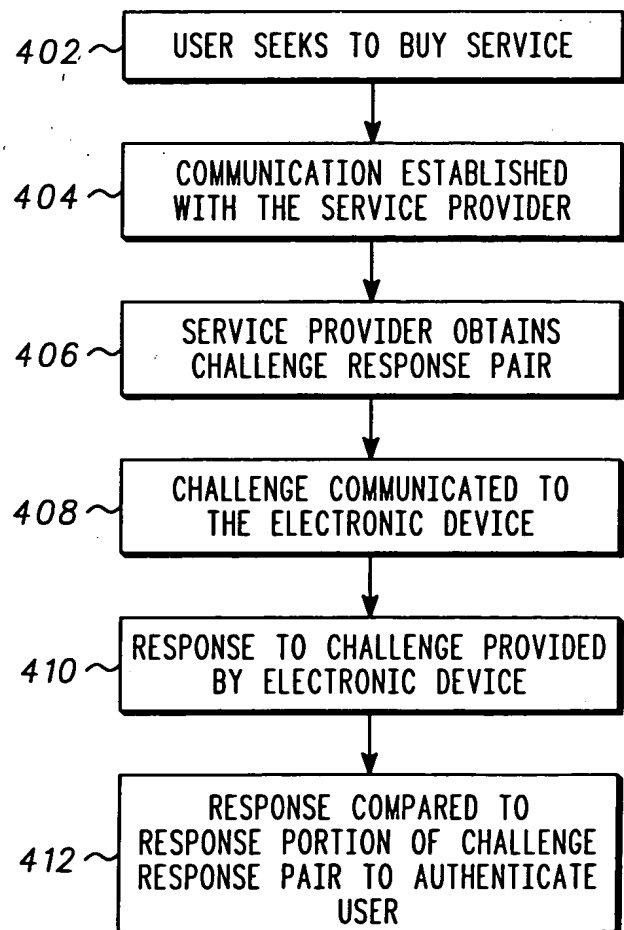 402
USER SEEKS TO BUY SERVICE
404
COMMUNICATION ESTABLISHED
WITH THE SERVICE PROVIDER
406
SERVICE PROVIDER OBTAINS
CHALLENGE RESPONSE PAIR
408
CHALLENGE COMMUNICATED TO
THE ELECTRONIC DEVICE
410
RESPONSE TO CHALLENGE PROVIDED
BY ELECTRONIC DEVICE
412
RESPONSE COMPARED TO
RESPONSE PORTION OF CHALLENGE
RESPONSE PAIR TO AUTHENTICATE
USER